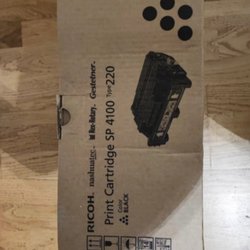 RICOH. nashuatec. Rex-Rotary. Gestetner.
Print Cartridge SP 4100 Type 220
Color
BLACK